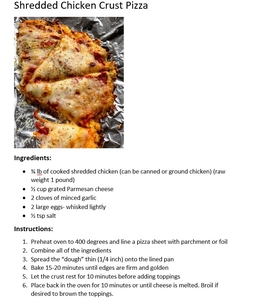 Shredded Chicken Crust Pizza
Ingredients:
• ¾ lb of cooked shredded chicken (can be canned or ground chicken) (raw
weight 1 pound)
• ½ cup grated Parmesan cheese
• 2 cloves of minced garlic
• 2 large eggs- whisked lightly
• ½ tsp salt
Instructions:
1. Preheat oven to 400 degrees and line a pizza sheet with parchment or foil
2. Combine all of the ingredients
3. Spread the "dough" thin (1/4 inch) onto the lined pan
4. Bake 15-20 minutes until edges are firm and golden
5. Let the crust rest for 10 minutes before adding toppings
6. Place back in the oven for 10 minutes or until cheese is melted. Broil if
desired to brown the toppings.